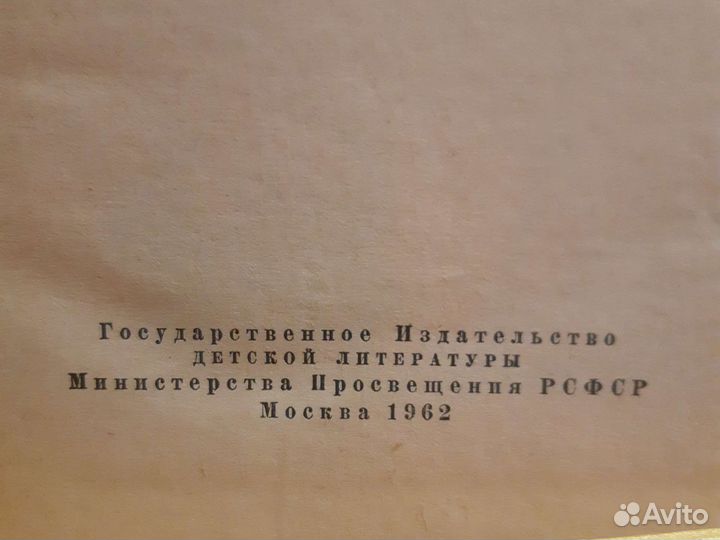 Государственное Издательство
ДЕТСКОЙ ЛИТЕРАТУРЫ
Министерства Просвещения РСФСР
Москва 1962
Avito